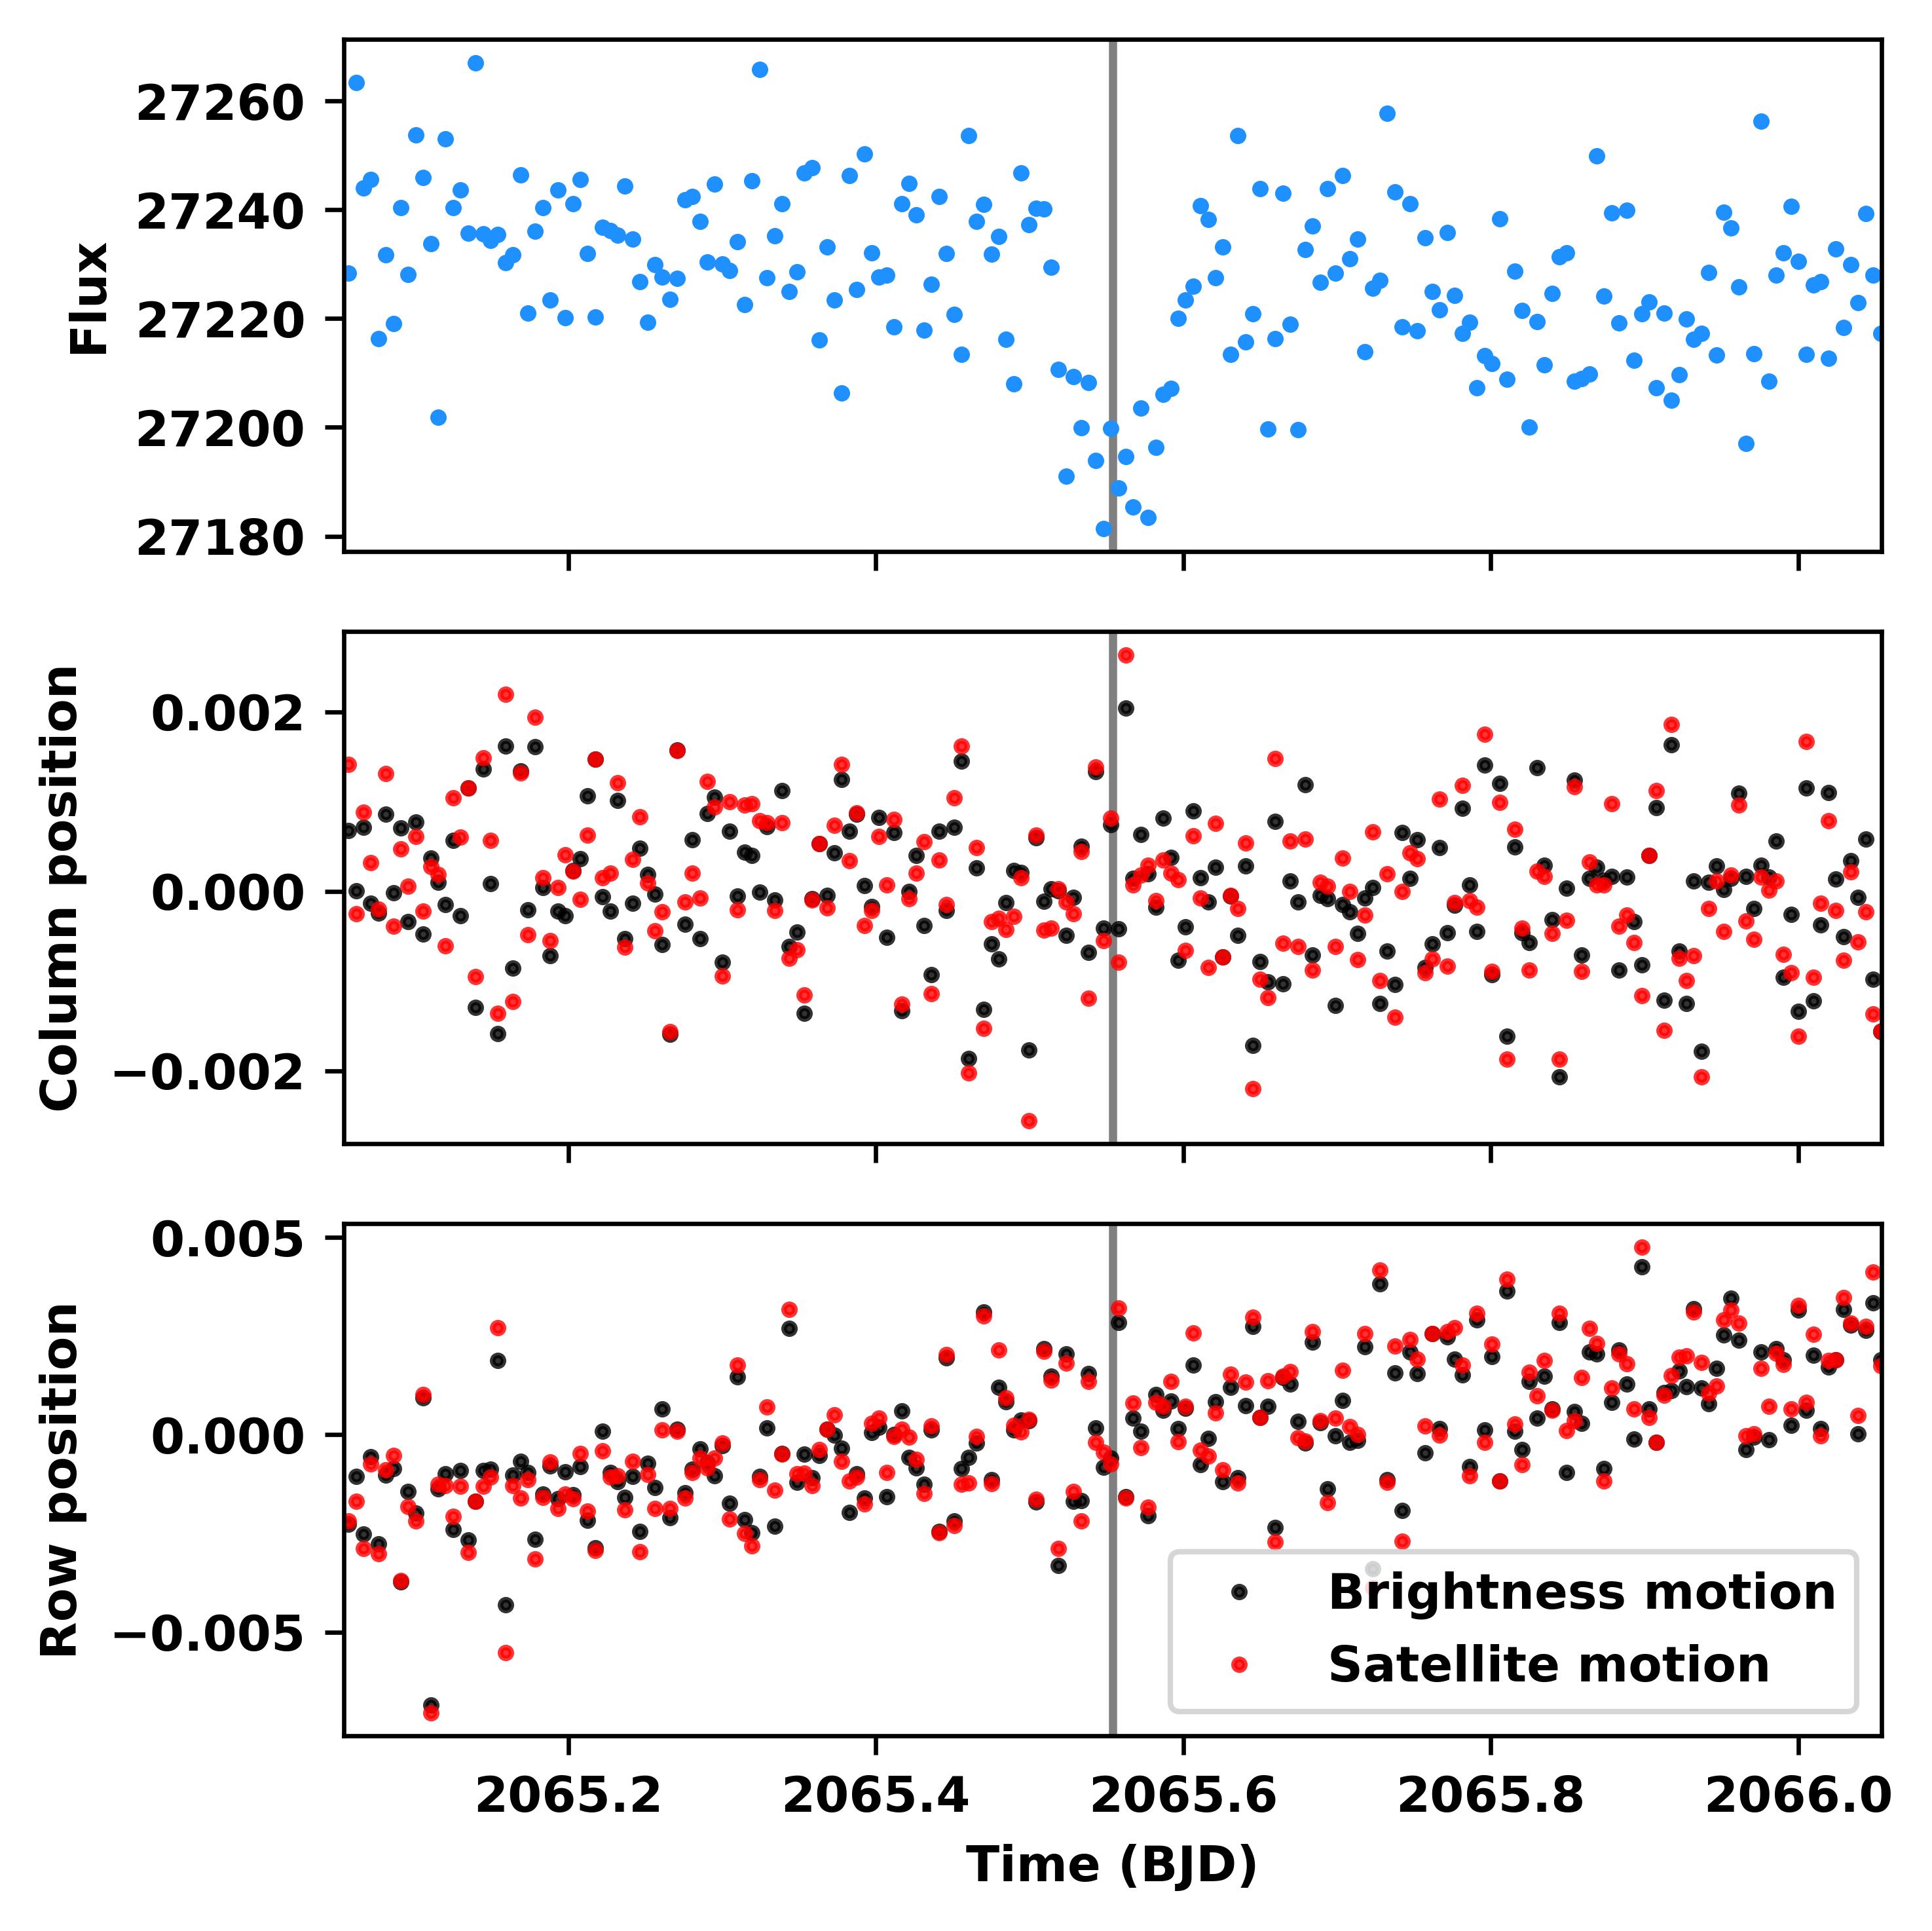 Flux
27260
27240
27220
27200
27180
Column position
0.002
0.000
−0.002
Row position
0.005
0.000
−0.005
Brightness motion
Satellite motion
2065.2 2065.4 2065.6 2065.8 2066.0
Time (BJD)